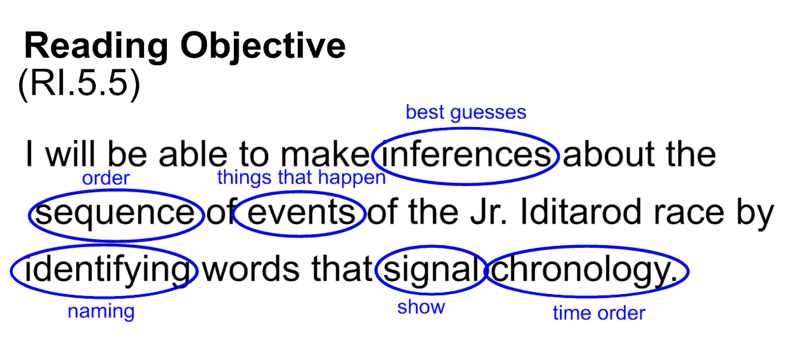 Reading Objective
(RI.5.5)
best guesses
I will be able to make inferences about the
order things that happen
sequence of events of the Jr. Iditarod race by
identifying words that signal chronology.
naming show time order